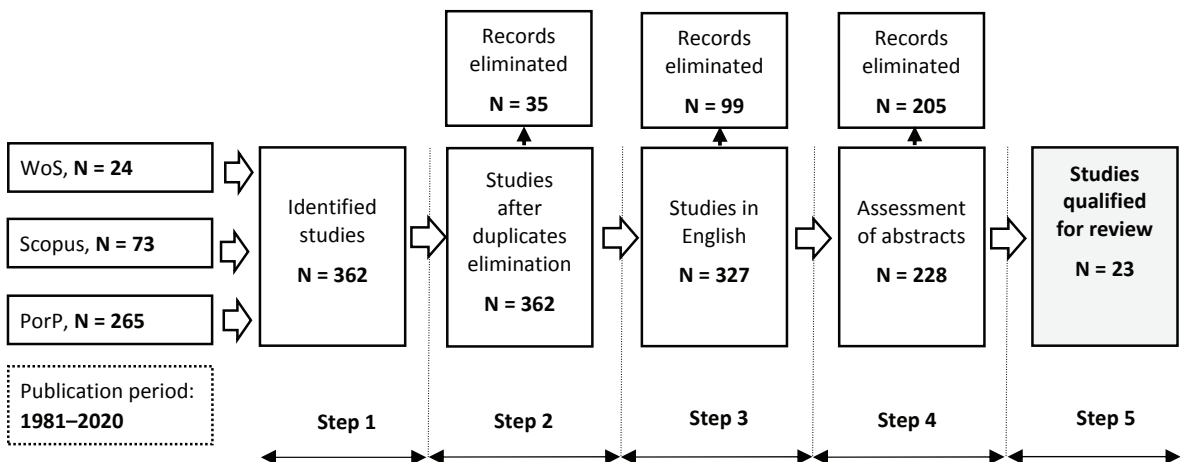 WoS, N = 24
Scopus, N = 73
PorP, N = 265
Publication period:
1981–2020
Identified
studies
N = 362
Step 1
Records
eliminated
N = 35
Studies
after
duplicates
elimination
N = 362
Step 2
Records
eliminated
N = 99
Studies in
English
N = 327
Step 3
Records
eliminated
N = 205
Assessment
of abstracts
N = 228
Step 4
Studies
qualified
for review
N = 23
Step 5